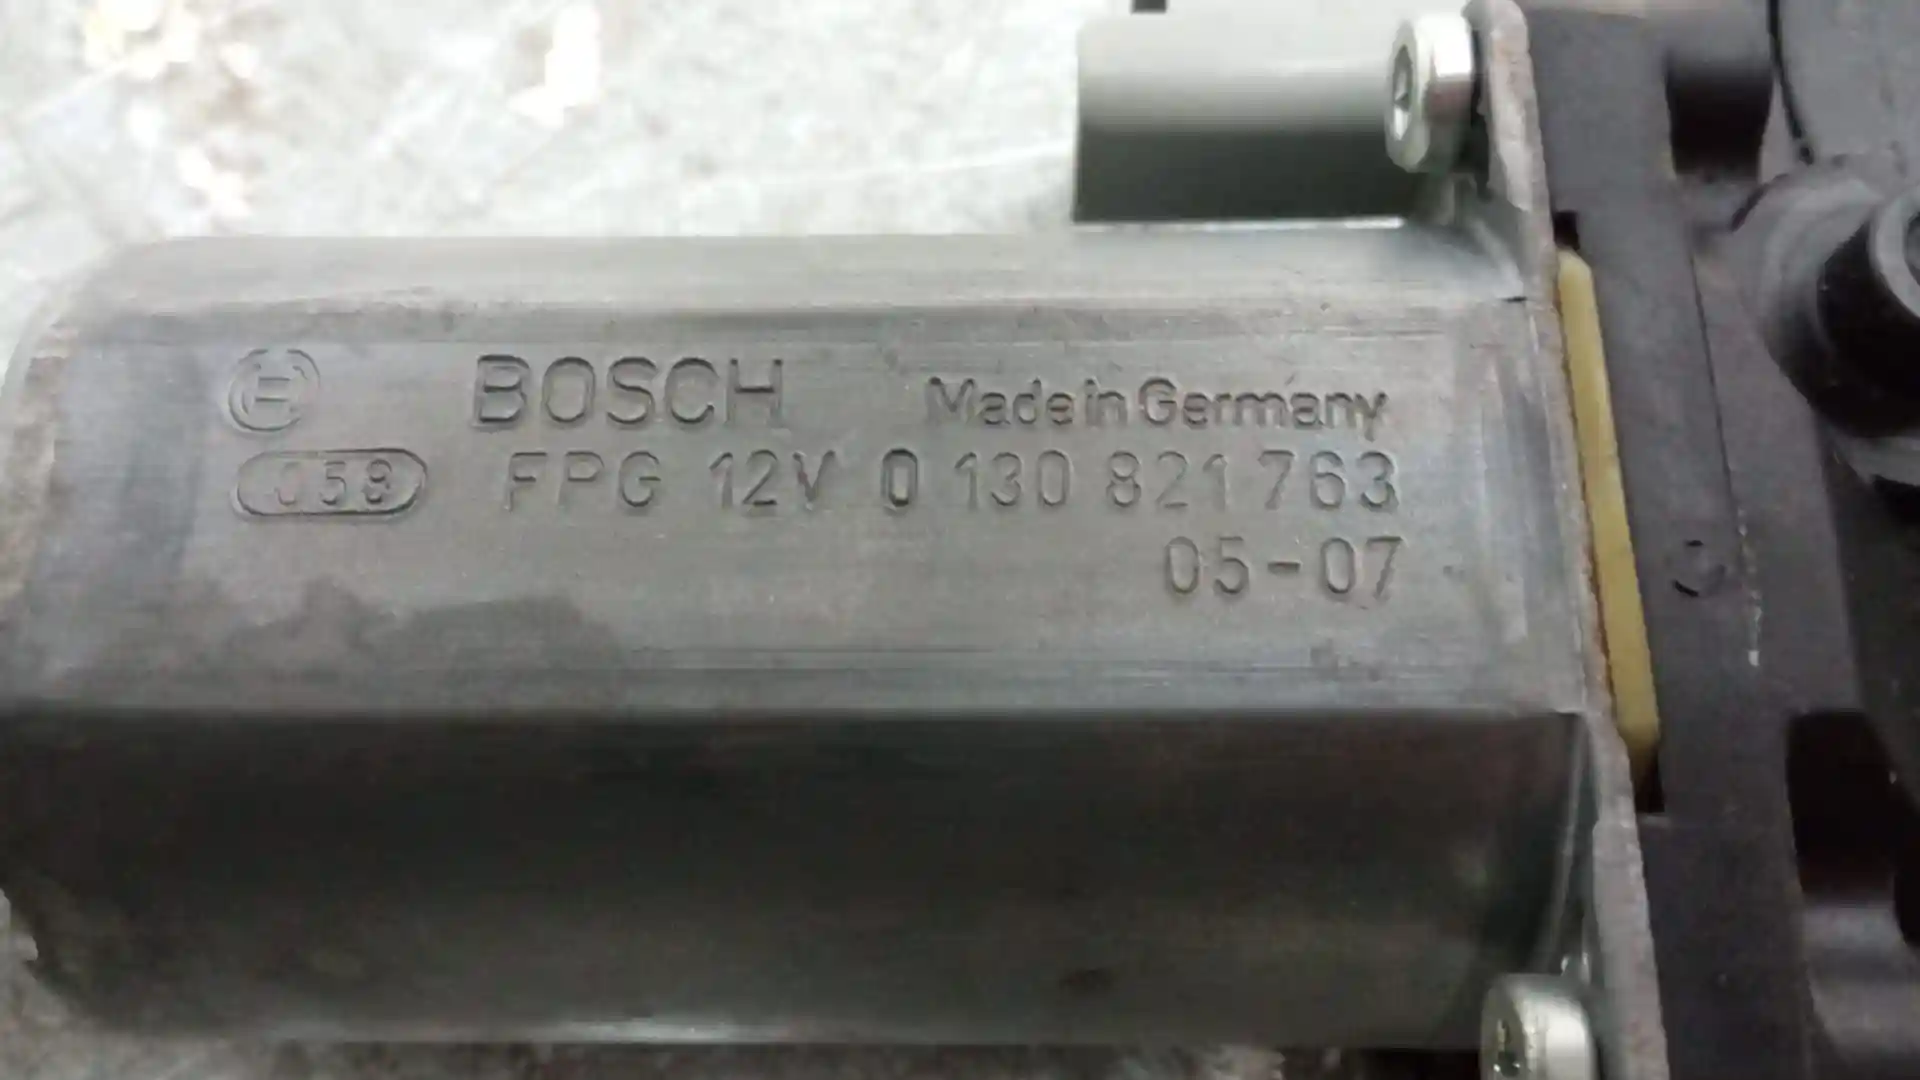 BOSCH Made in Germany
058 FPG 12V 0 130 821 763
05-07